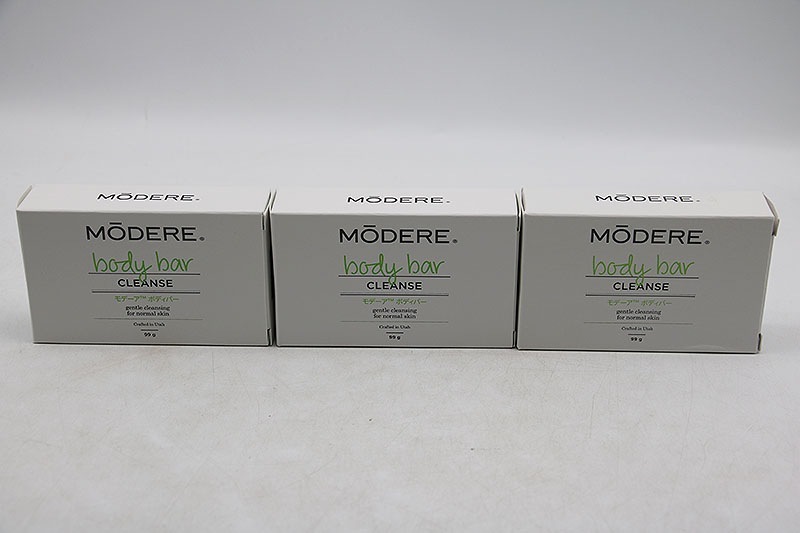 MŌDERE®
MŌDERE®
body bar
CLEANSE
モデーア™ ボディバー
gentle cleansing
for normal skin
Crafted in Utah
99 g
MŌDERE®
MŌDERE®
body bar
CLEANSE
モデーア™ ボディバー
gentle cleansing
for normal skin
Crafted in Utah
99 g
MŌDERE®
MŌDERE®
body bar
CLEANSE
モデーア™ ボディバー
gentle cleansing
for normal skin
Crafted in Utah
99 g